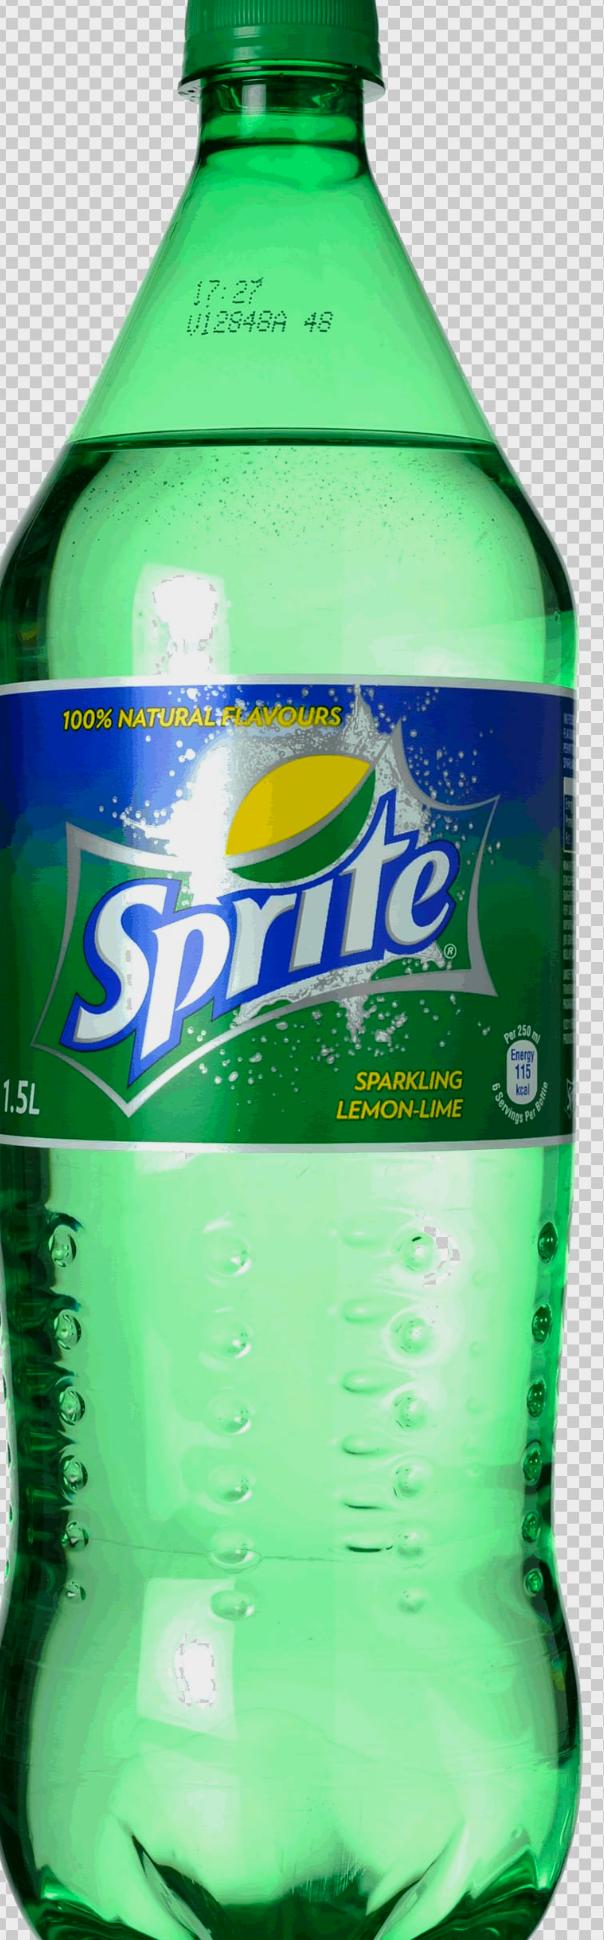 17:27
U12848A 48
100% NATURAL FLAVOURS
Sprite®
SPARKLING
LEMON-LIME
1.5L
Per 250 ml
Energy
115
kcal
6 Servings Per Bottle